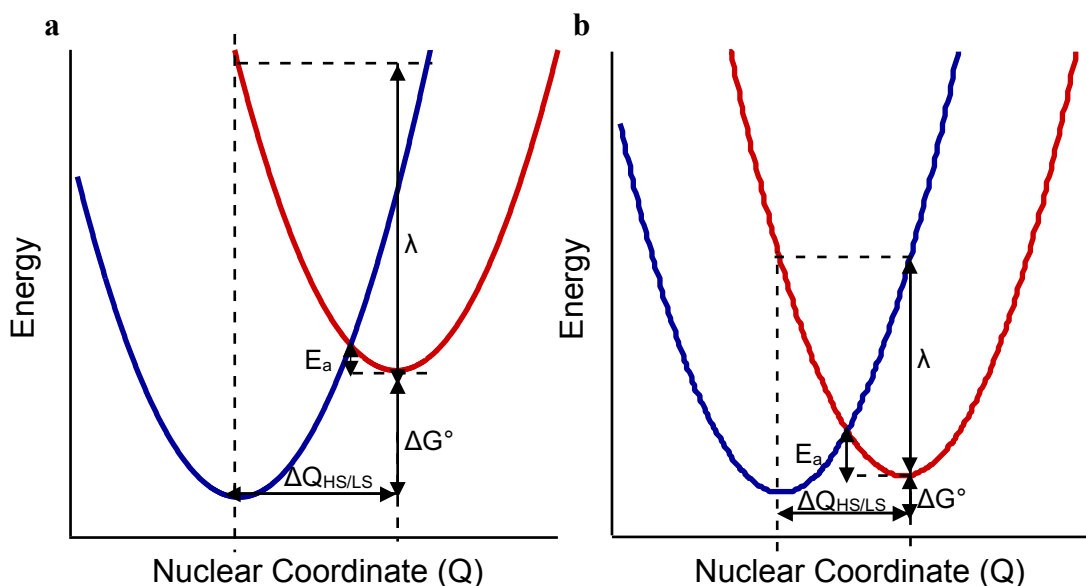 a
Energy
λ
Eₐ
ΔG°
ΔQHS/LS
Nuclear Coordinate (Q)
b
Energy
λ
Eₐ
ΔG°
ΔQHS/LS
Nuclear Coordinate (Q)